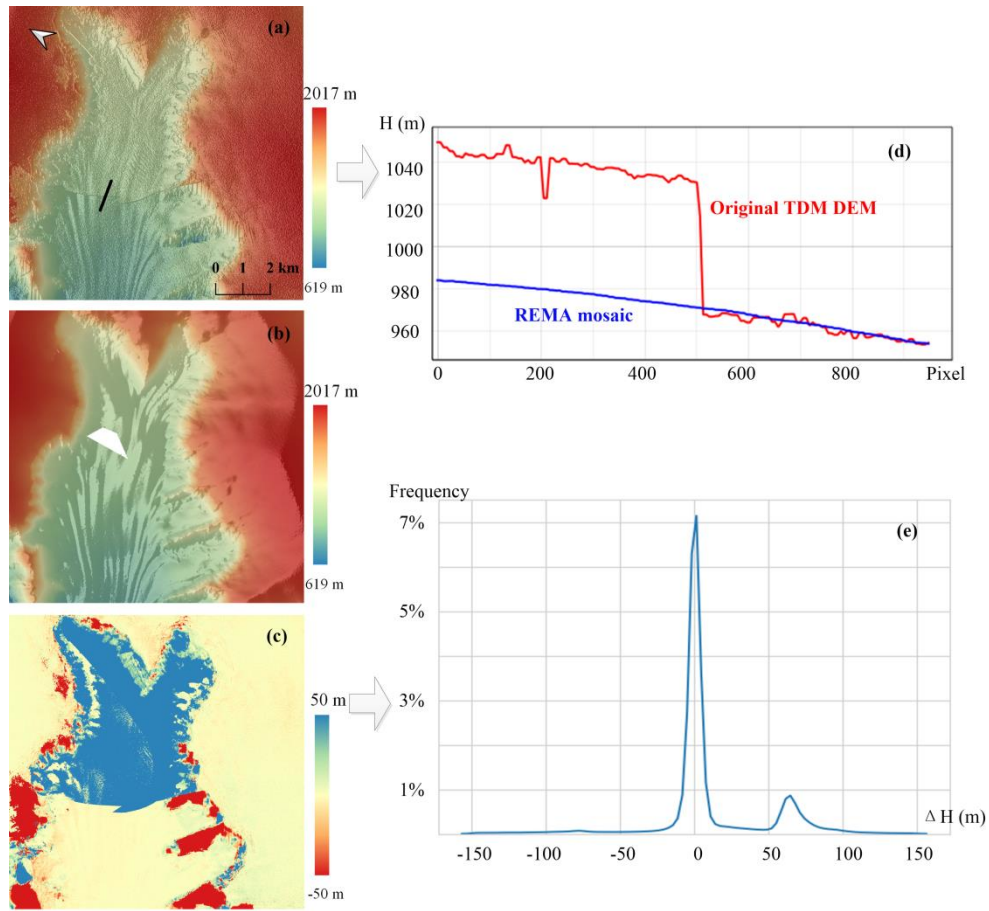 (a)
2017 m
619 m
0 1 2 km
(b)
2017 m
619 m
(c)
50 m
-50 m
H (m)
(d)
1040
1020
1000
980
960
Original TDM DEM
REMA mosaic
0 200 400 600 800 Pixel
Frequency
(e)
7%
5%
3%
1%
Δ H (m)
-150 -100 -50 0 50 100 150